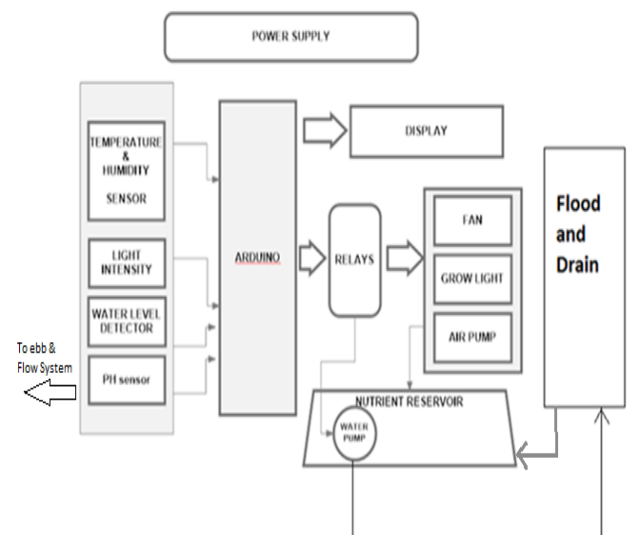 POWER SUPPLY
TEMPERATURE
&
HUMIDITY
SENSOR
LIGHT
INTENSITY
WATER LEVEL
DETECTOR
PH sensor
To ebb &
Flow System
ARDUINO
DISPLAY
RELAYS
FAN
GROW LIGHT
AIR PUMP
NUTRIENT RESERVOIR
WATER
PUMP
Flood
and
Drain